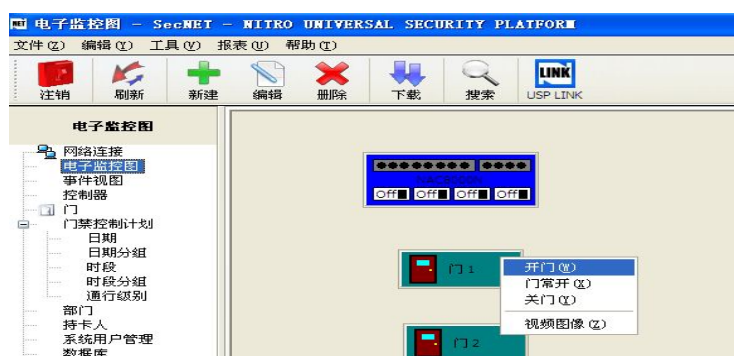 电子监控图 - SecNET - NITRO UNIVERSAL SECURITY PLATFORM
文件(Z) 编辑(Y) 工具(V) 报表(U) 帮助(T)
注销 刷新 新建 编辑 删除 下载 搜索 USP LINK
LINK
USP
电子监控图
网络连接
电子监控图
事件视图
控制器
门
门禁控制计划
日期
日期分组
时段
时段分组
通行级别
部门
持卡人
系统用户管理
数据库
Off Off Off Off
门 1
开门(W)
门常开(X)
关门(Y)
视频图像(Z)
门 2